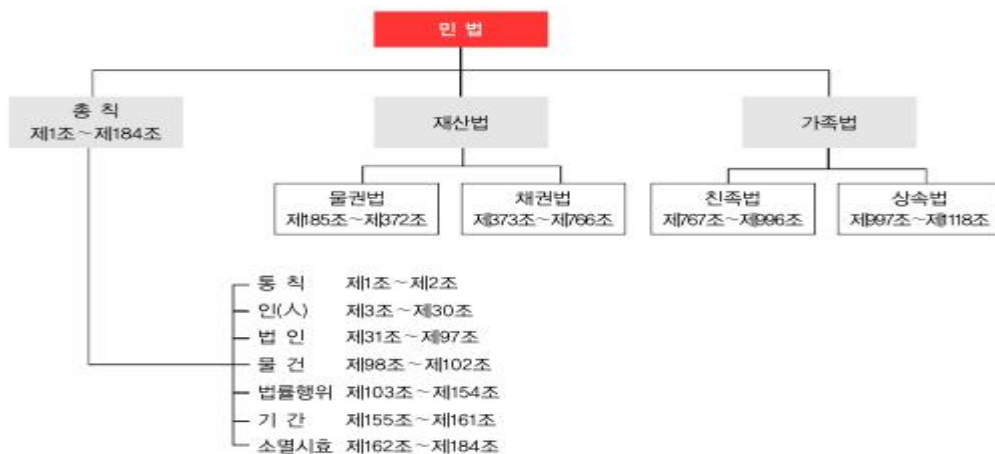 민 법
총 칙
제1조~제184조
재산법
가족법
물권법
제185조~제372조
채권법
제373조~제766조
친족법
제767조~제996조
상속법
제997조~제1118조
통 칙 제1조~제2조
인(人) 제3조~제30조
법 인 제31조~제97조
물 건 제98조~제102조
법률행위 제103조~제154조
기 간 제155조~제161조
소멸시효 제162조~제184조